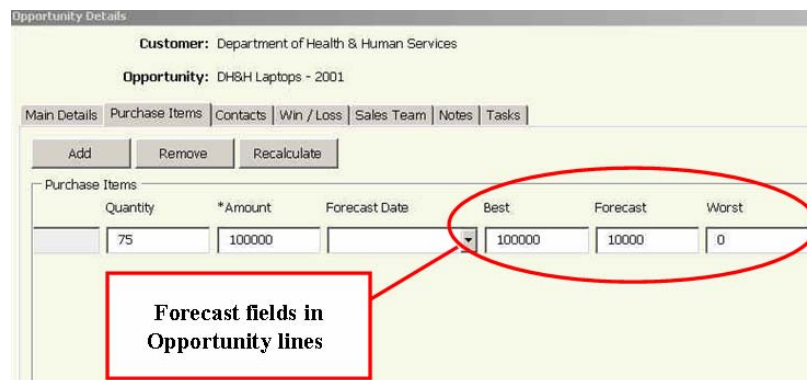 Opportunity Details
Customer: Department of Health & Human Services
Opportunity: DH&H Laptops - 2001
Main Details Purchase Items Contacts Win / Loss Sales Team Notes Tasks
Add Remove Recalculate
Purchase Items
Quantity *Amount Forecast Date Best Forecast Worst
75 100000 100000 10000 0
Forecast fields in
Opportunity lines